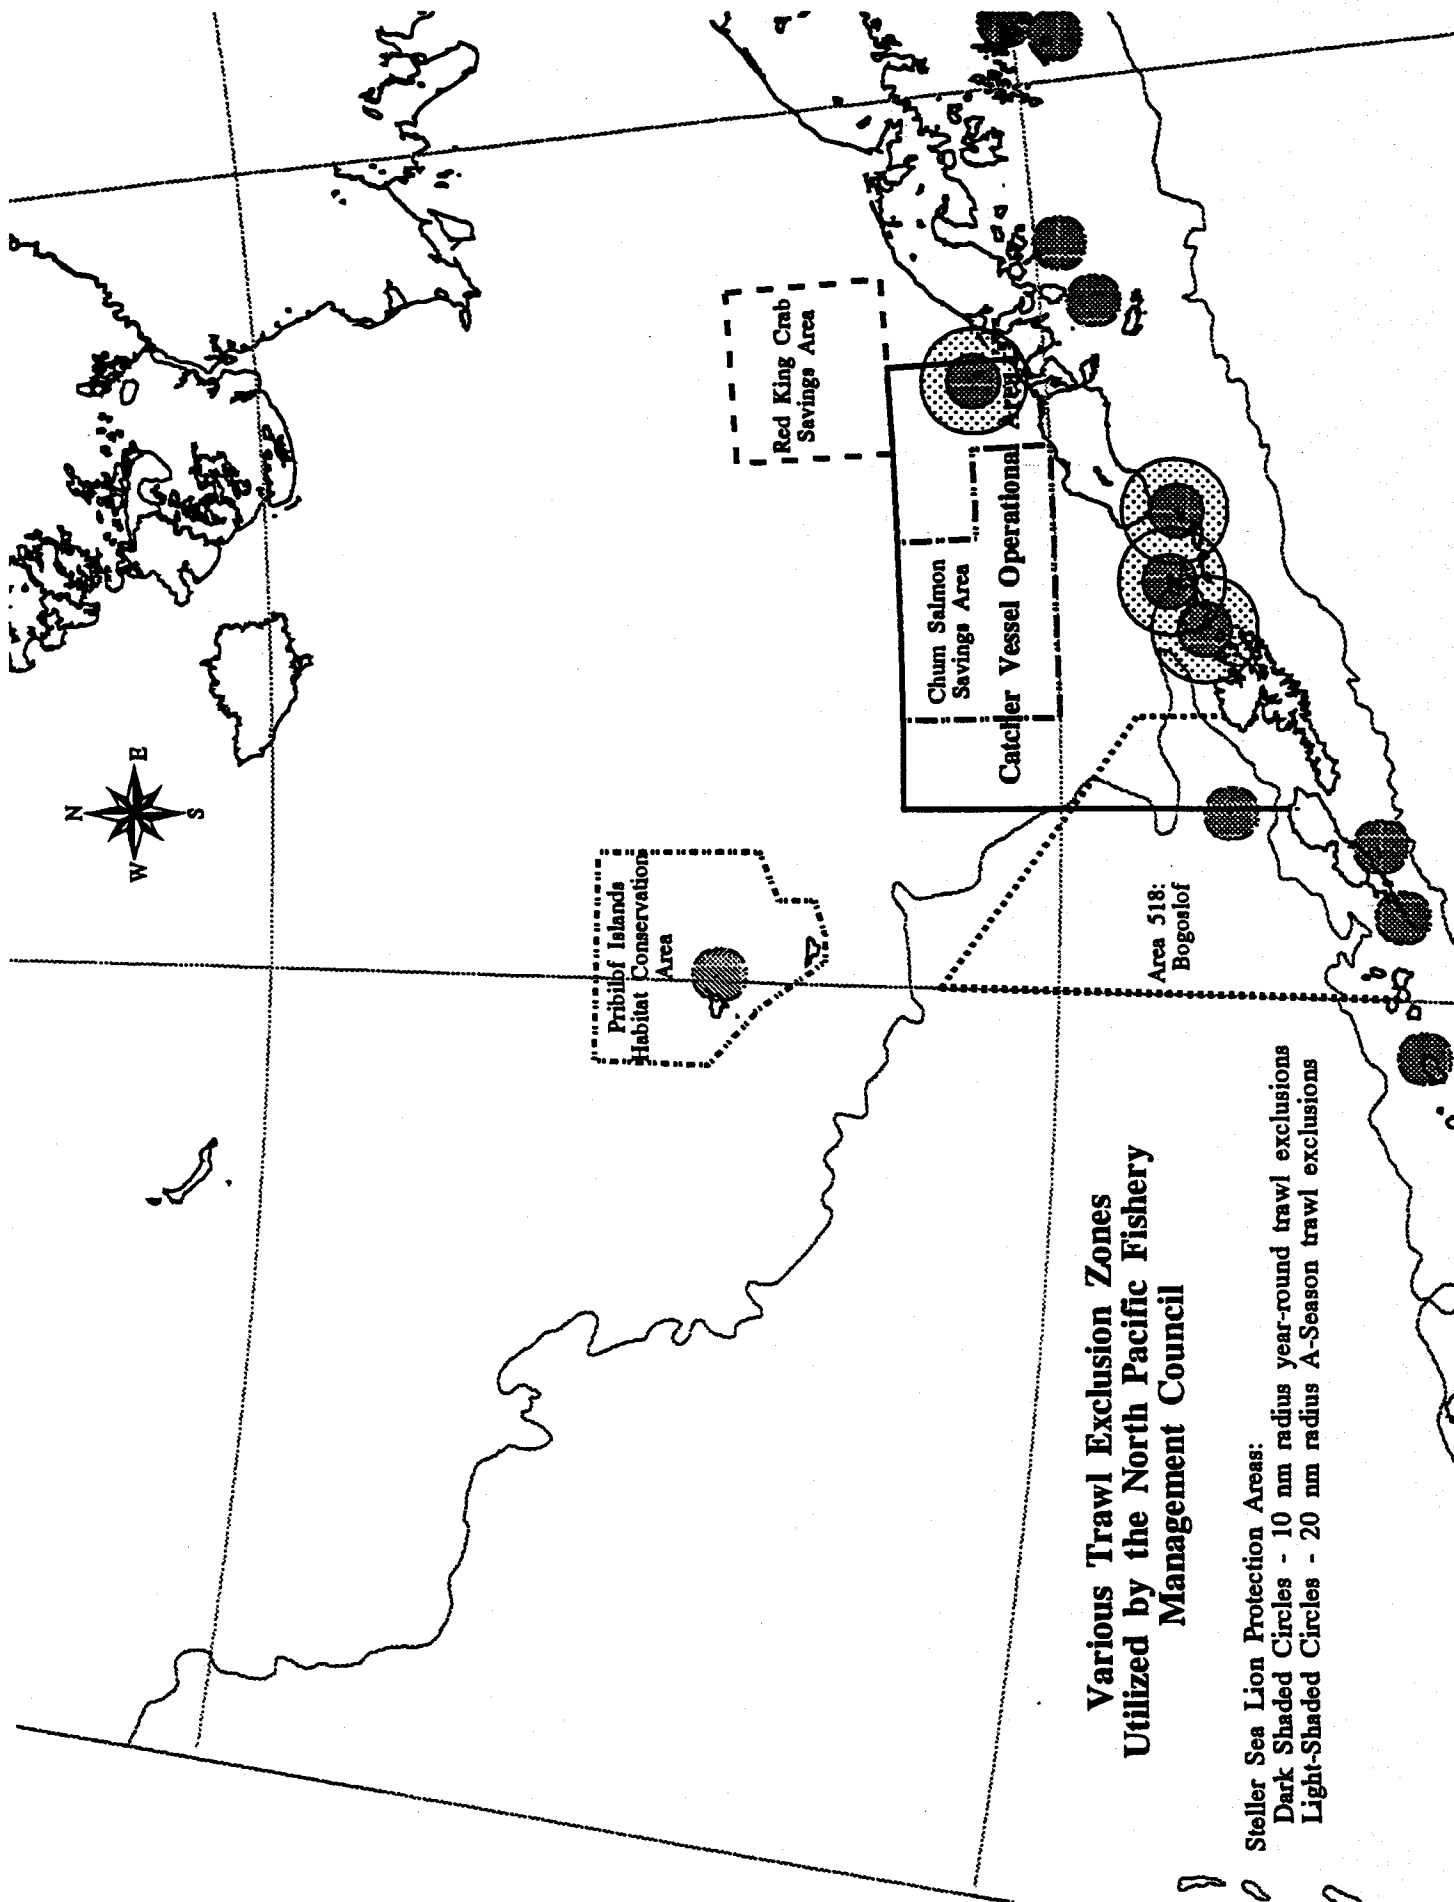 N
W
E
S
Pribilof Islands
Habitat Conservation
Area
Red King Crab
Savings Area
Chum Salmon
Savings Area
Catcher Vessel Operational Area
Area 518:
Bogoslof
Various Trawl Exclusion Zones
Utilized by the North Pacific Fishery
Management Council
Steller Sea Lion Protection Areas:
Dark Shaded Circles - 10 nm radius year-round trawl exclusions
Light-Shaded Circles - 20 nm radius A-Season trawl exclusions